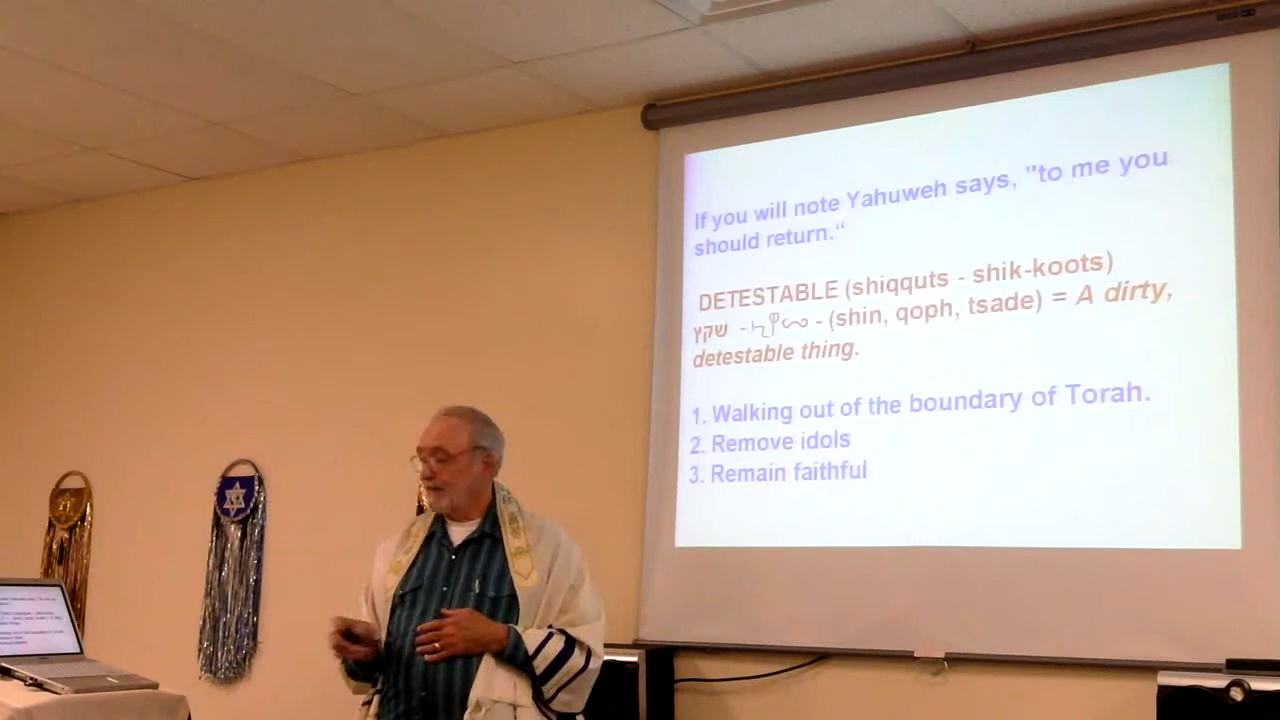 If you will note Yahuweh says, "to me you
should return.“
DETESTABLE (shiqquts - shik-koots)
שקץ - - (shin, qoph, tsade) = A dirty,
detestable thing.
1. Walking out of the boundary of Torah.
2. Remove idols
3. Remain faithful